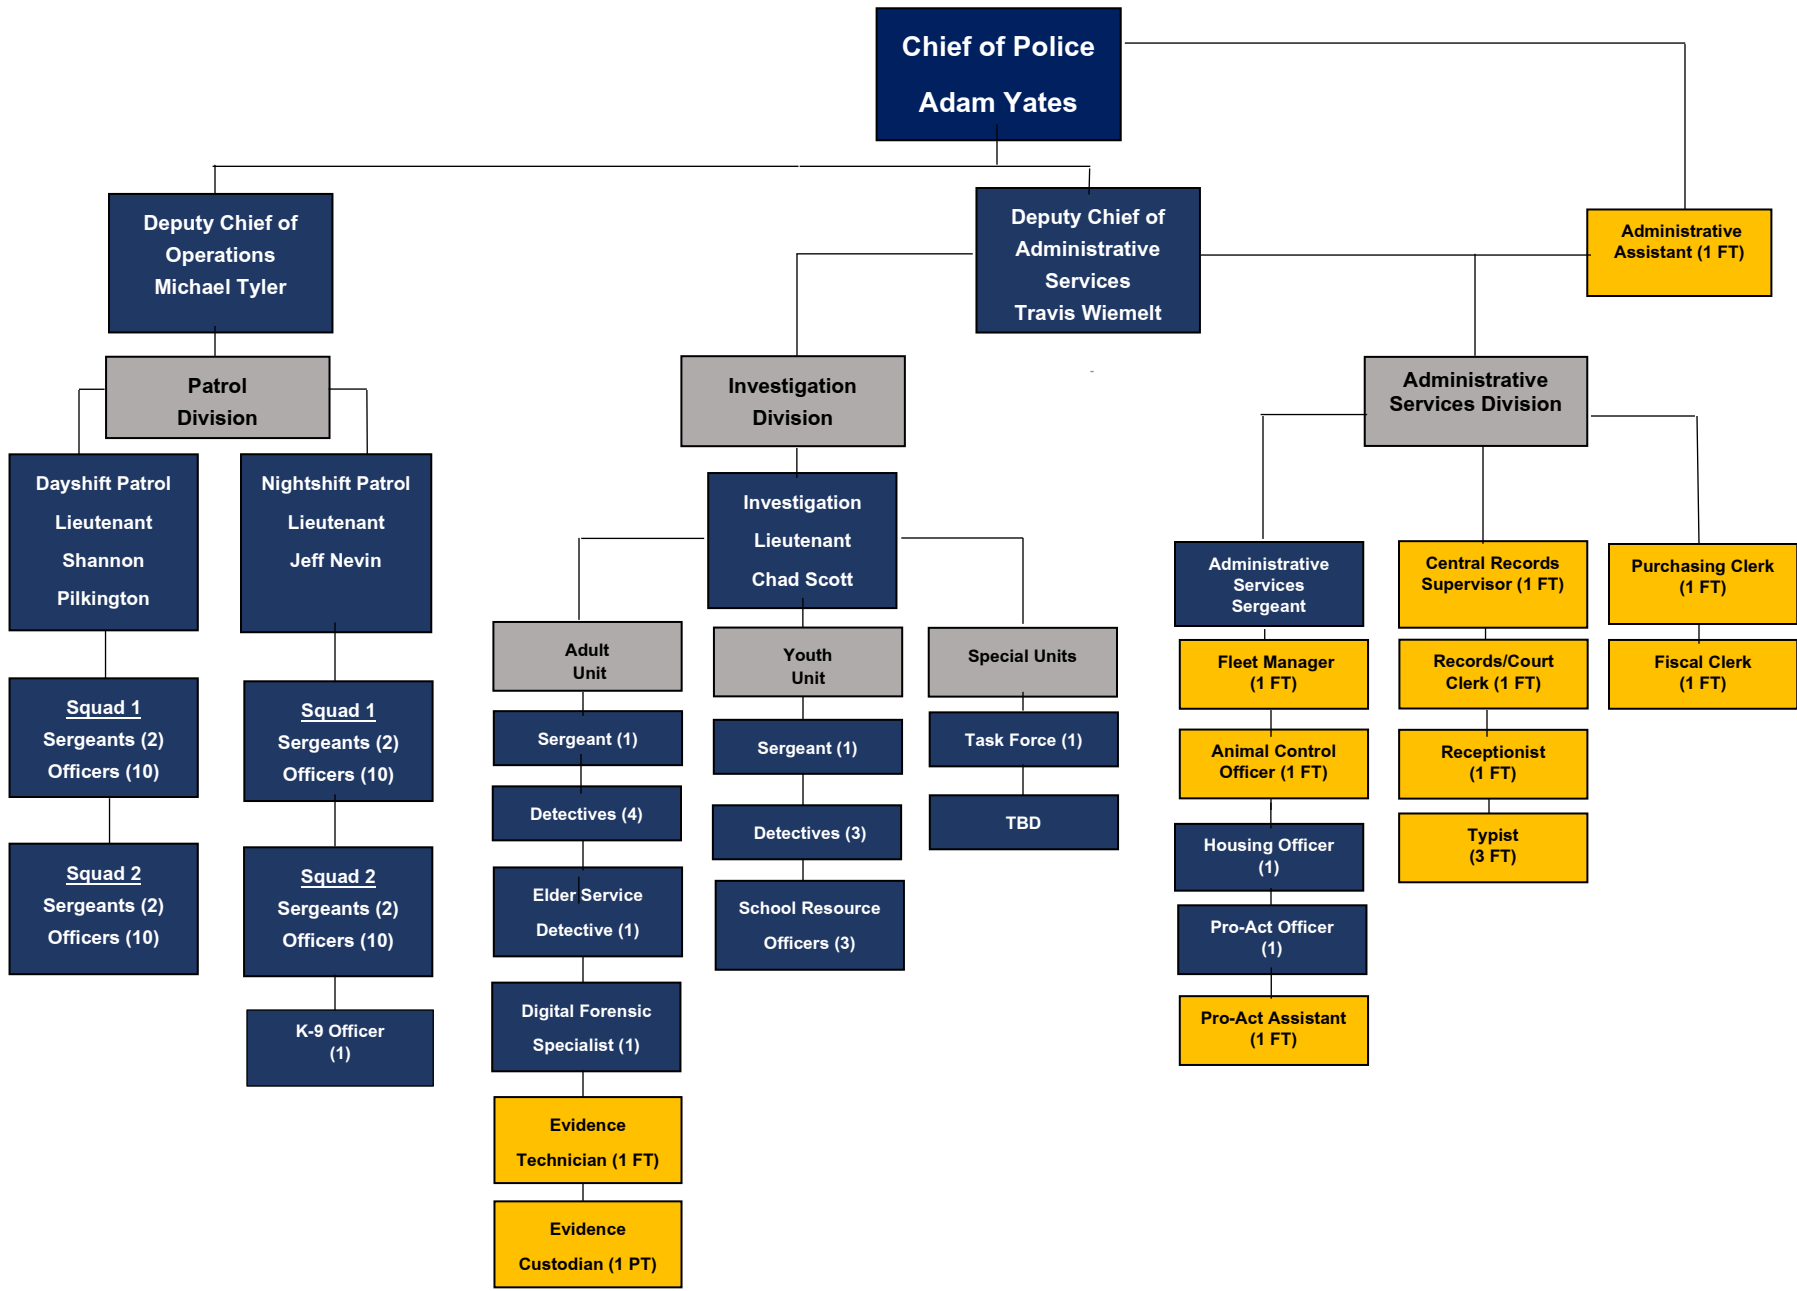 Chief of Police
Adam Yates
Deputy Chief of
Operations
Michael Tyler
Deputy Chief of
Administrative
Services
Travis Wiemelt
Administrative
Assistant (1 FT)
Patrol
Division
Investigation
Division
Administrative
Services Division
Dayshift Patrol
Lieutenant
Shannon
Pilkington
Nightshift Patrol
Lieutenant
Jeff Nevin
Squad 1
Sergeants (2)
Officers (10)
Squad 2
Sergeants (2)
Officers (10)
Squad 1
Sergeants (2)
Officers (10)
Squad 2
Sergeants (2)
Officers (10)
K-9 Officer
(1)
Investigation
Lieutenant
Chad Scott
Adult
Unit
Sergeant (1)
Detectives (4)
Elder Service
Detective (1)
Digital Forensic
Specialist (1)
Evidence
Technician (1 FT)
Evidence
Custodian (1 PT)
Youth
Unit
Sergeant (1)
Detectives (3)
School Resource
Officers (3)
Special Units
Task Force (1)
TBD
Administrative
Services
Sergeant
Fleet Manager
(1 FT)
Animal Control
Officer (1 FT)
Housing Officer
(1)
Pro-Act Officer
(1)
Pro-Act Assistant
(1 FT)
Central Records
Supervisor (1 FT)
Records/Court
Clerk (1 FT)
Receptionist
(1 FT)
Typist
(3 FT)
Purchasing Clerk
(1 FT)
Fiscal Clerk
(1 FT)